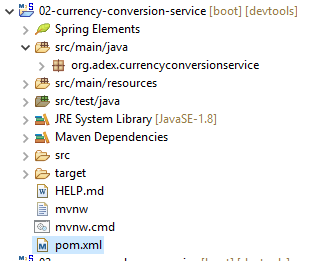 02-currency-conversion-service [boot] [devtools]
Spring Elements
src/main/java
org.adex.currencyconversionservice
src/main/resources
src/test/java
JRE System Library [JavaSE-1.8]
Maven Dependencies
src
target
HELP.md
mvnw
mvnw.cmd
pom.xml